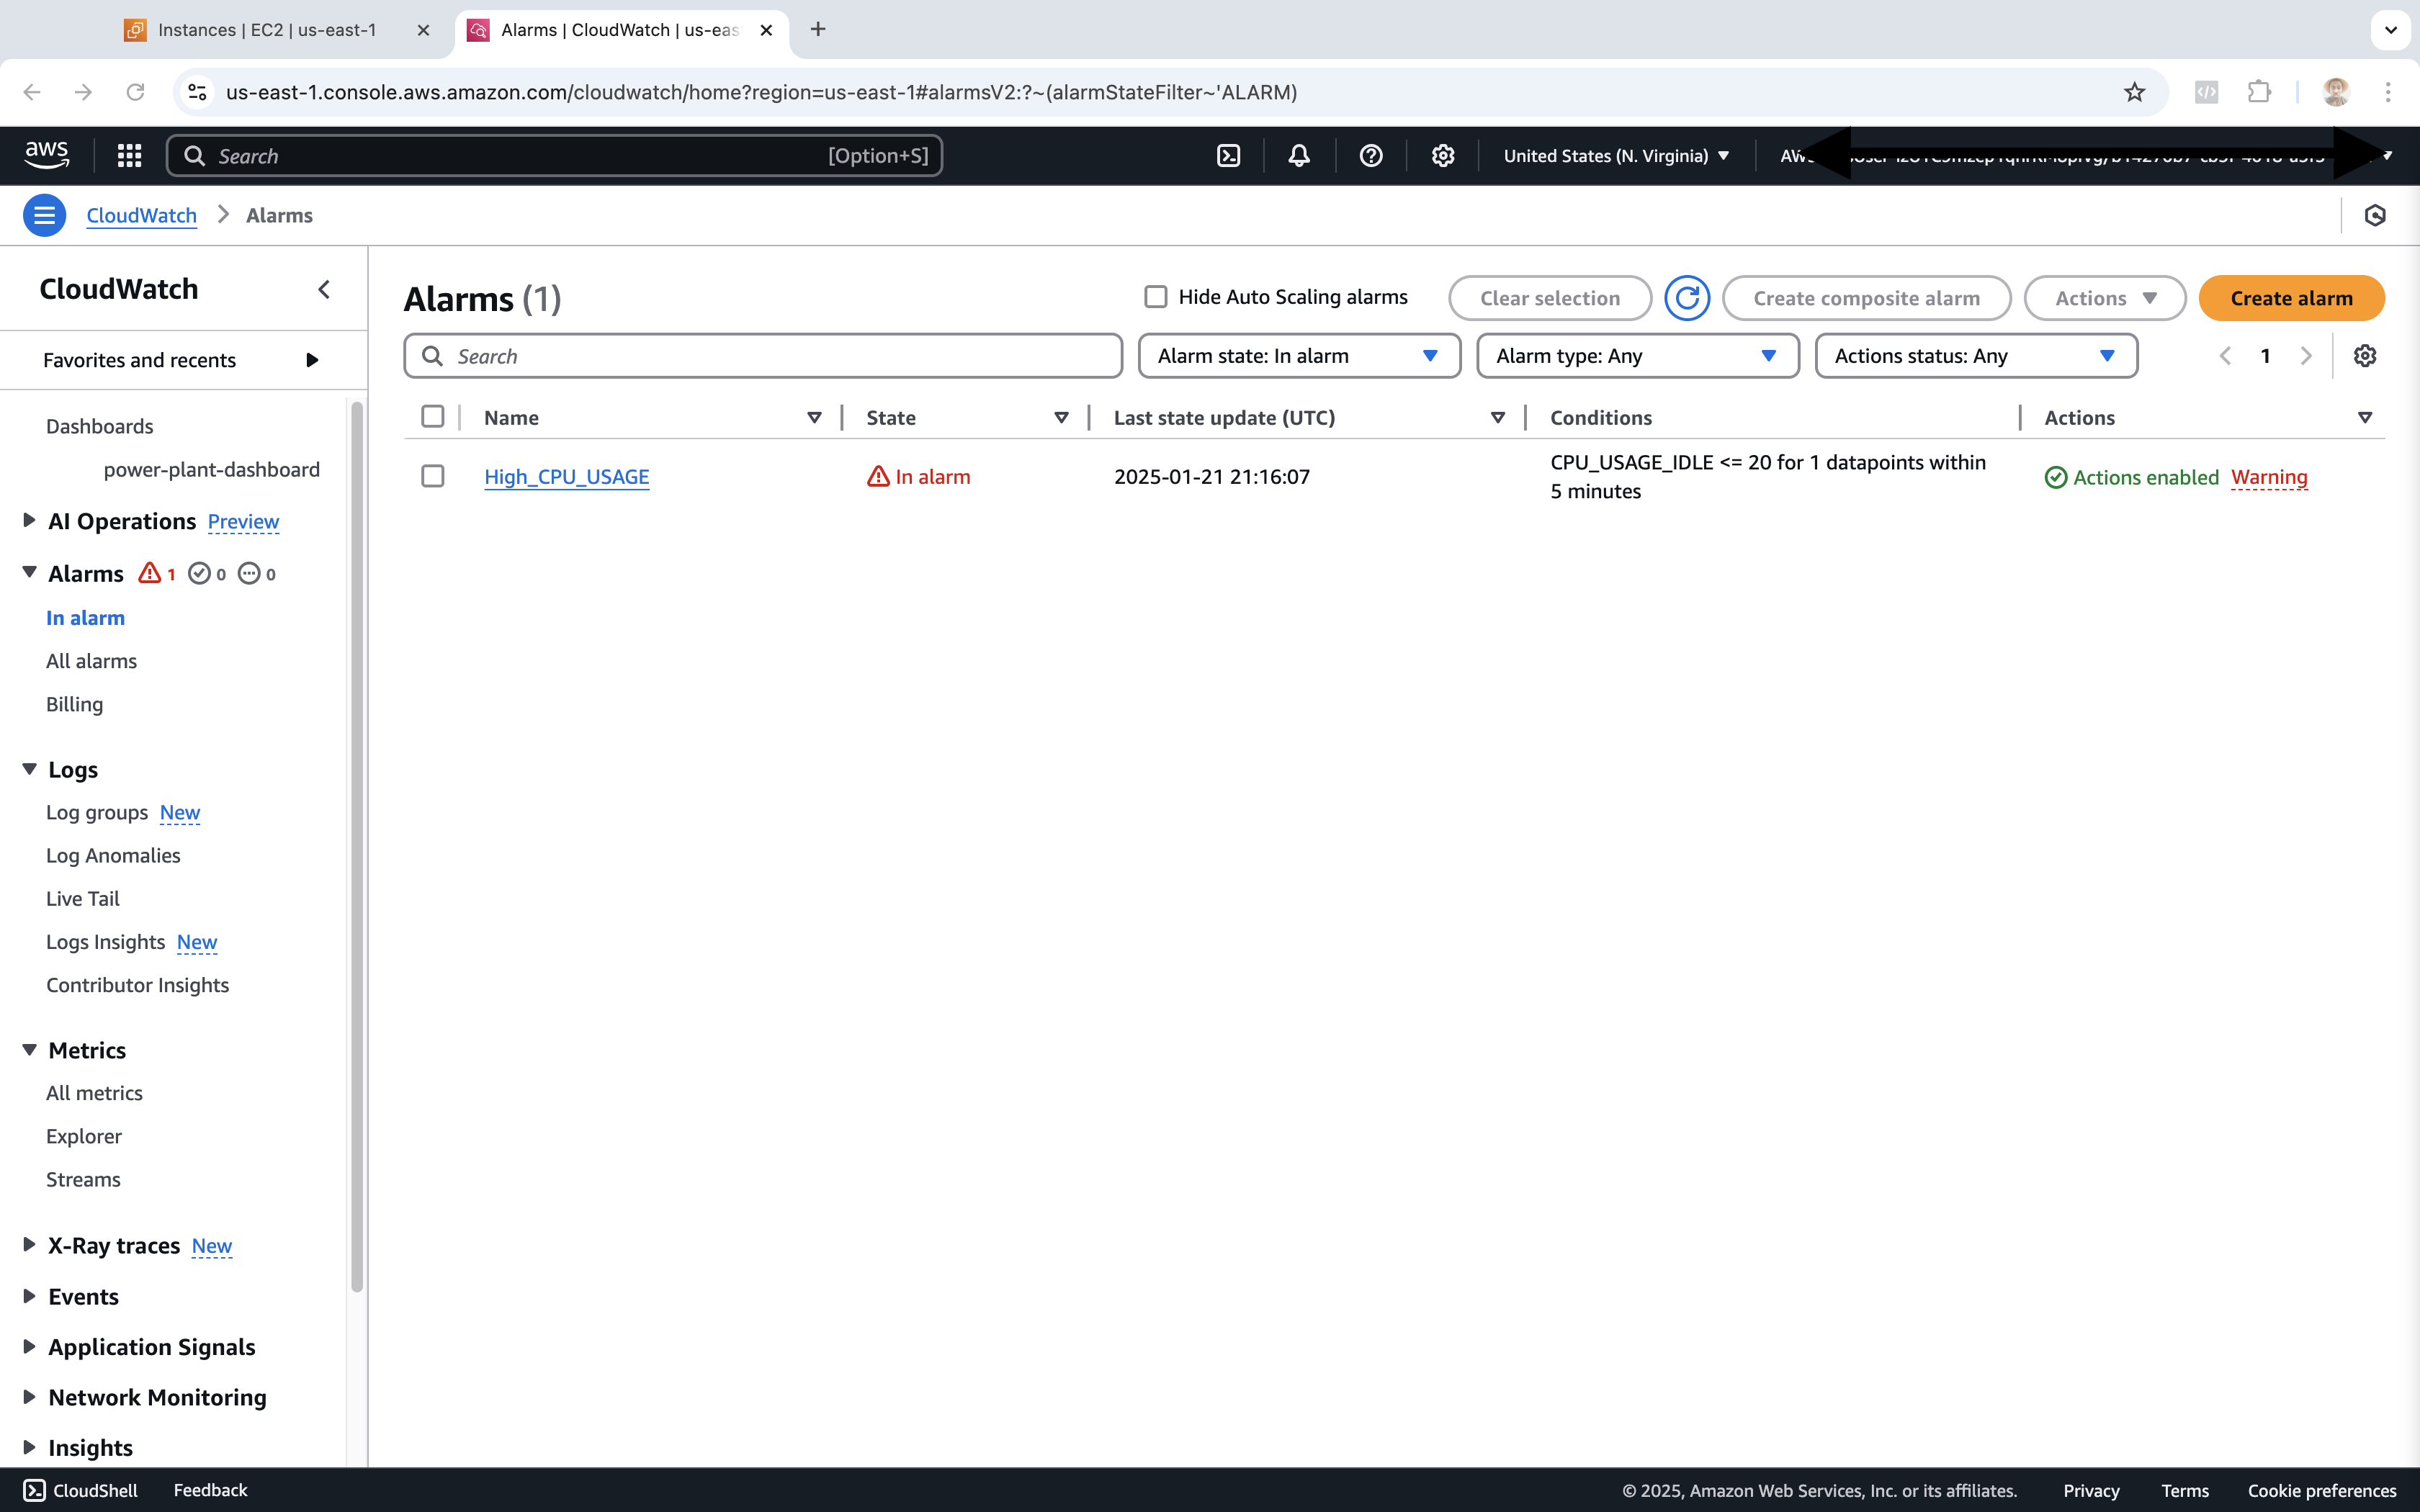 Instances | EC2 | us-east-1
Alarms | CloudWatch | us-eas
us-east-1.console.aws.amazon.com/cloudwatch/home?region=us-east-1#alarmsV2:?~(alarmStateFilter~'ALARM)
aws
Search
[Option+S]
United States (N. Virginia)
CloudWatch
Alarms
CloudWatch
Favorites and recents
Dashboards
power-plant-dashboard
AI Operations Preview
Alarms 1 0 0
In alarm
All alarms
Billing
Logs
Log groups New
Log Anomalies
Live Tail
Logs Insights New
Contributor Insights
Metrics
All metrics
Explorer
Streams
X-Ray traces New
Events
Application Signals
Network Monitoring
Insights
Alarms (1)
Hide Auto Scaling alarms
Clear selection
Create composite alarm
Actions
Create alarm
Search
Alarm state: In alarm
Alarm type: Any
Actions status: Any
1
Name
State
Last state update (UTC)
Conditions
Actions
High_CPU_USAGE
In alarm
2025-01-21 21:16:07
CPU_USAGE_IDLE <= 20 for 1 datapoints within
5 minutes
Actions enabled
Warning
CloudShell
Feedback
© 2025, Amazon Web Services, Inc. or its affiliates.
Privacy
Terms
Cookie preferences